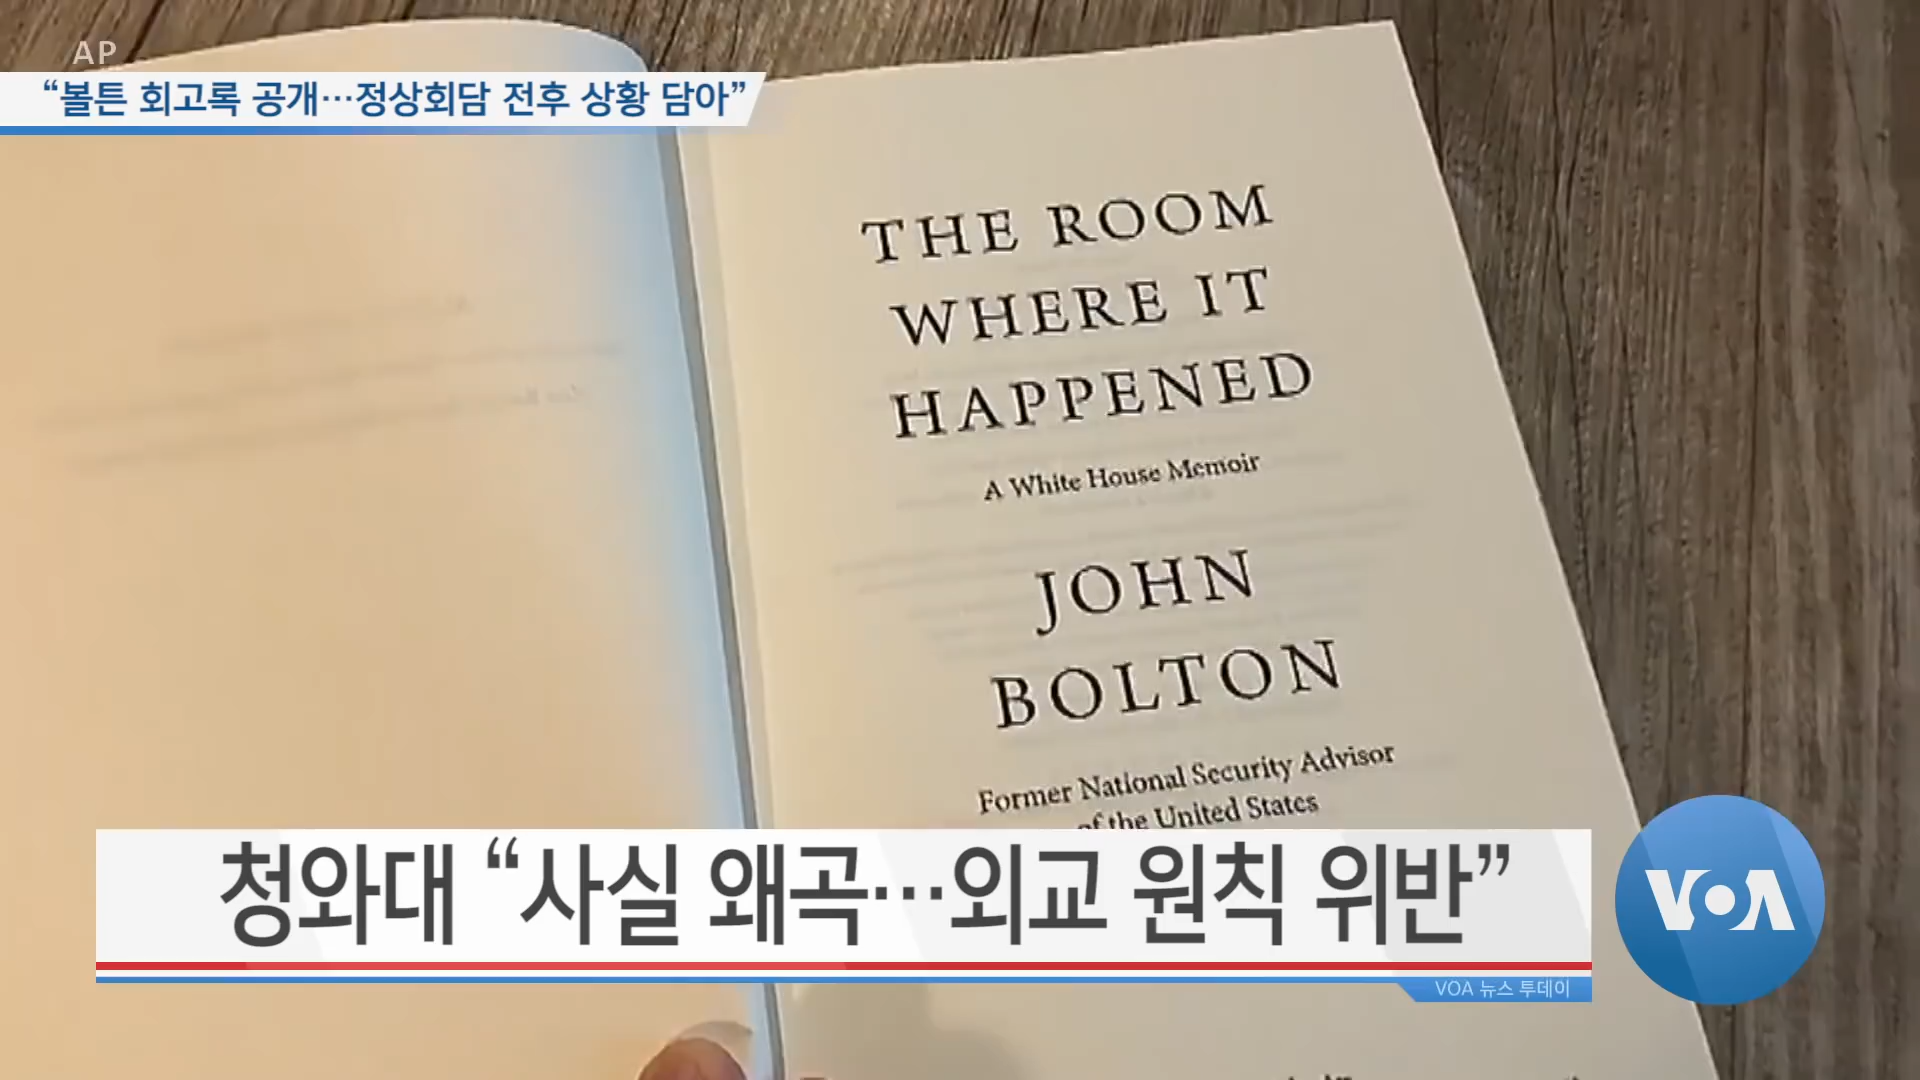 AP
“볼튼 회고록 공개…정상회담 전후 상황 담아”
THE ROOM
WHERE IT
HAPPENED
A White House Memoir
JOHN
BOLTON
Former National Security Advisor
of the United States
청와대 “사실 왜곡…외교 원칙 위반”
VOA
VOA 뉴스 투데이